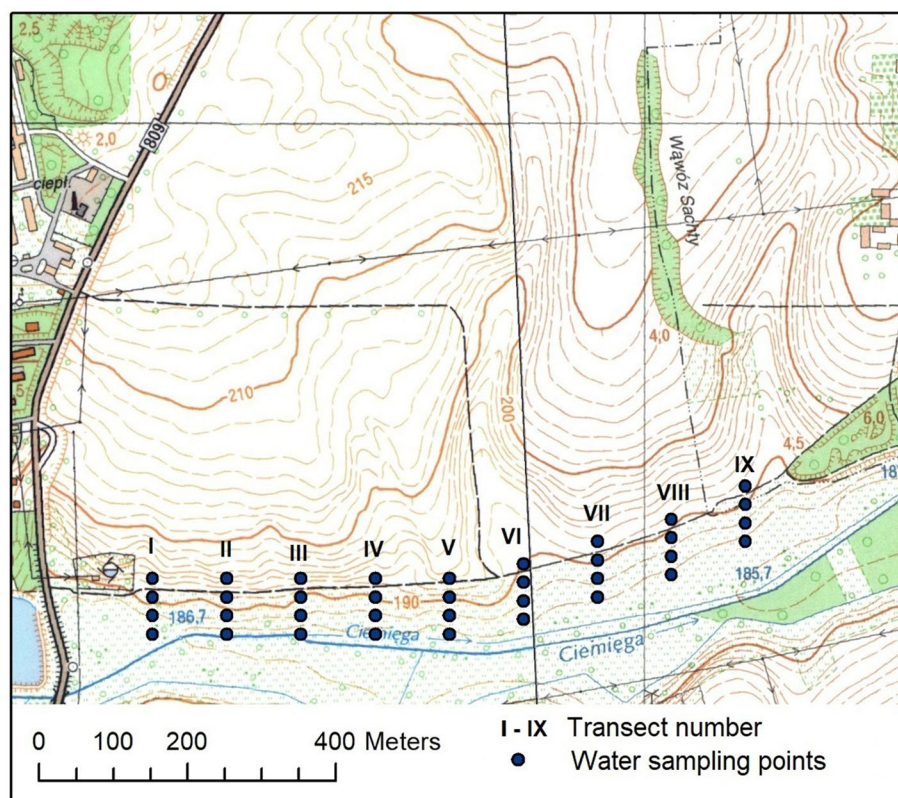 2,5
2,0
809
ciepł.
215
Wąwóz Sachty
4,0
210
200
5
6,0
4,5
IX
VIII
VII
VI
I II III IV V
190
186,7
185,7
Ciemięga
Ciemięga
0 100 200 400 Meters
I - IX Transect number
Water sampling points